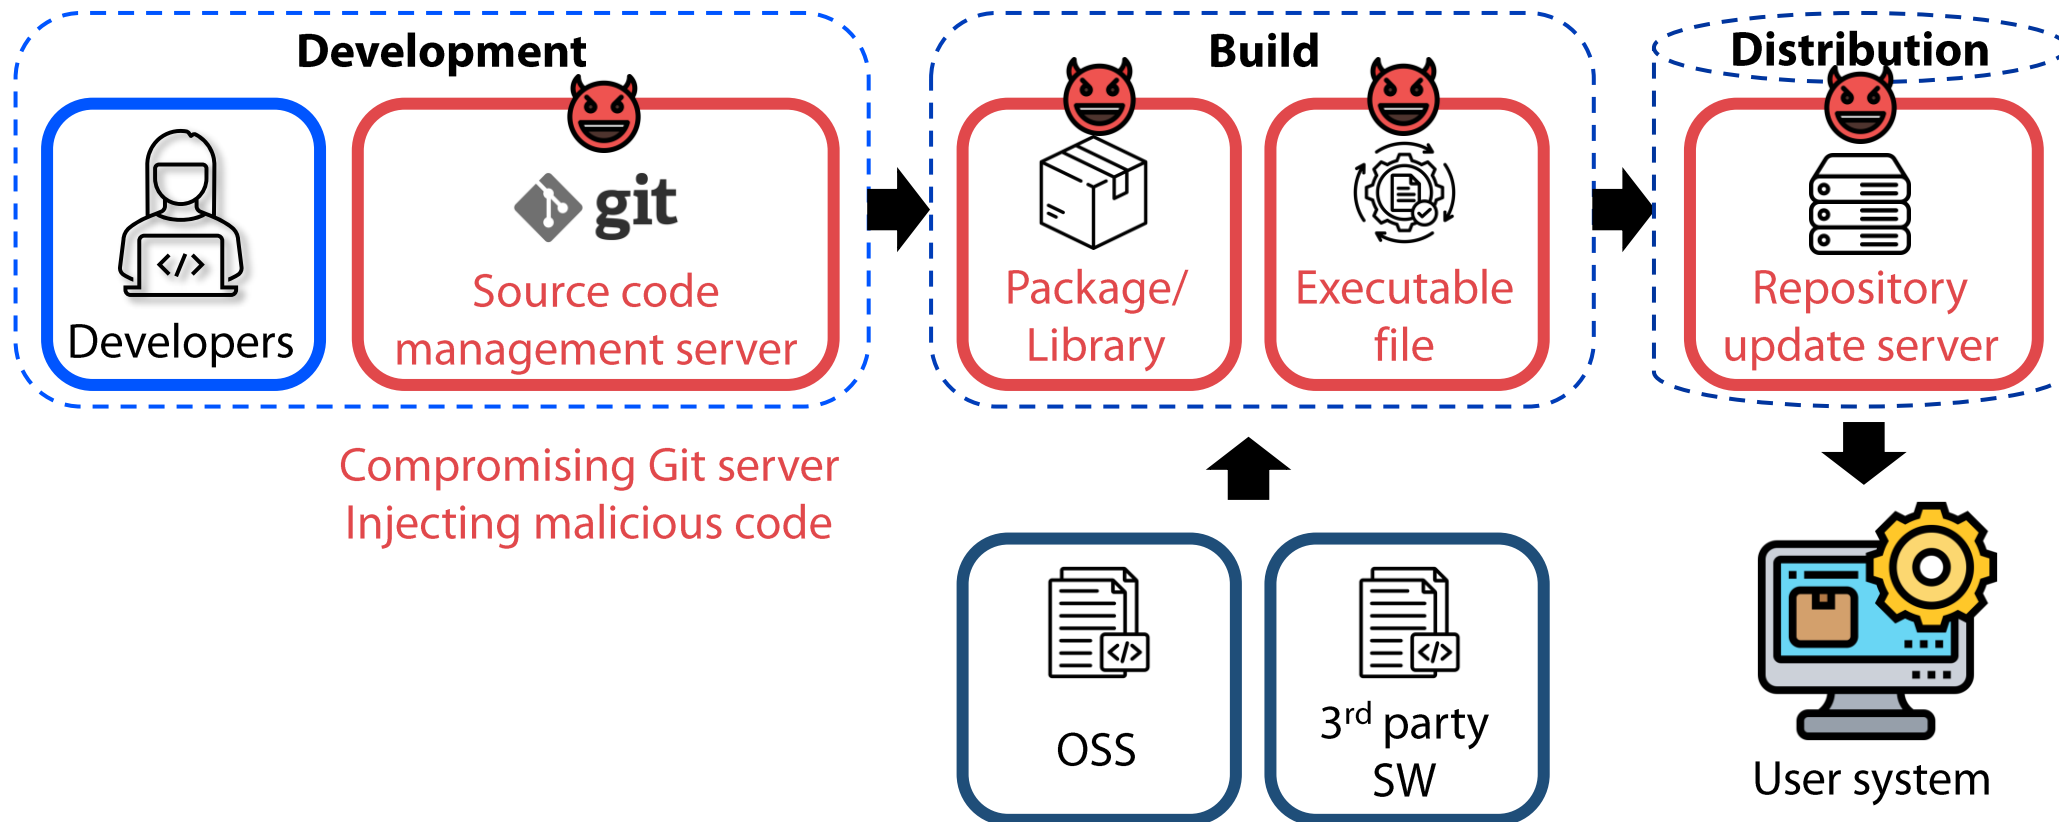 Development
Developers
git
Source code
management server
Compromising Git server
Injecting malicious code
Build
Package/
Library
Executable
file
OSS
3rd party
SW
Distribution
Repository
update server
User system